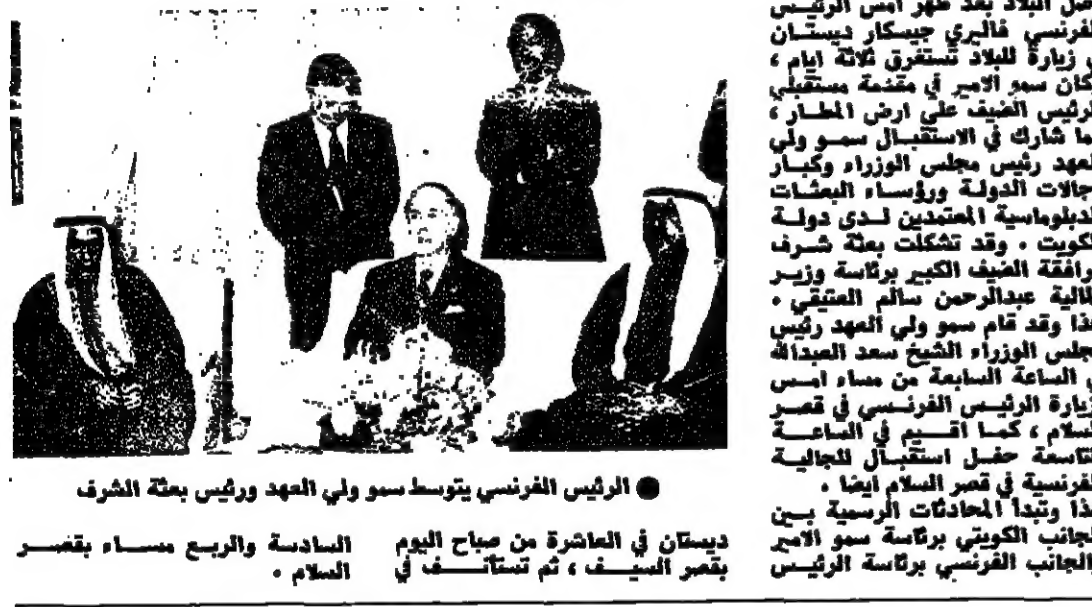 وصل البلاد بعد ظهر امس الرئيس
الفرنسي فاليري جيسكار ديستان
في زيارة للبلاد تستغرق ثلاثة ايام ،
وكان سمو الامير في مقدمة مستقبلي
الرئيس الضيف على ارض المطار ،
كما شارك في الاستقبال سمو ولي
العهد رئيس مجلس الوزراء وكبار
رجالات الدولة ورؤساء البعثات
الدبلوماسية المعتمدين لدى دولة
الكويت . وقد تشكلت بعثة شرف
لمرافقة الضيف الكبير برئاسة وزير
المالية عبدالرحمن سالم العتيقي .
هذا وقد قام سمو ولي العهد رئيس
مجلس الوزراء الشيخ سعد العبدالله
في الساعة السابعة من مساء امس
بزيارة الرئيس الفرنسي في قصر
السلام ، كما اقيم في الساعة
التاسعة حفل استقبال للجالية
الفرنسية في قصر السلام ايضا .
هذا وتبدأ المحادثات الرسمية بين
الجانب الكويتي برئاسة سمو الامير
والجانب الفرنسي برئاسة الرئيس
● الرئيس الفرنسي يتوسط سمو ولي العهد ورئيس بعثة الشرف
ديستان في العاشرة من صباح اليوم
بقصر السيف ، ثم تستأنف في
السادسة والربع مساء بقصر
السلام .